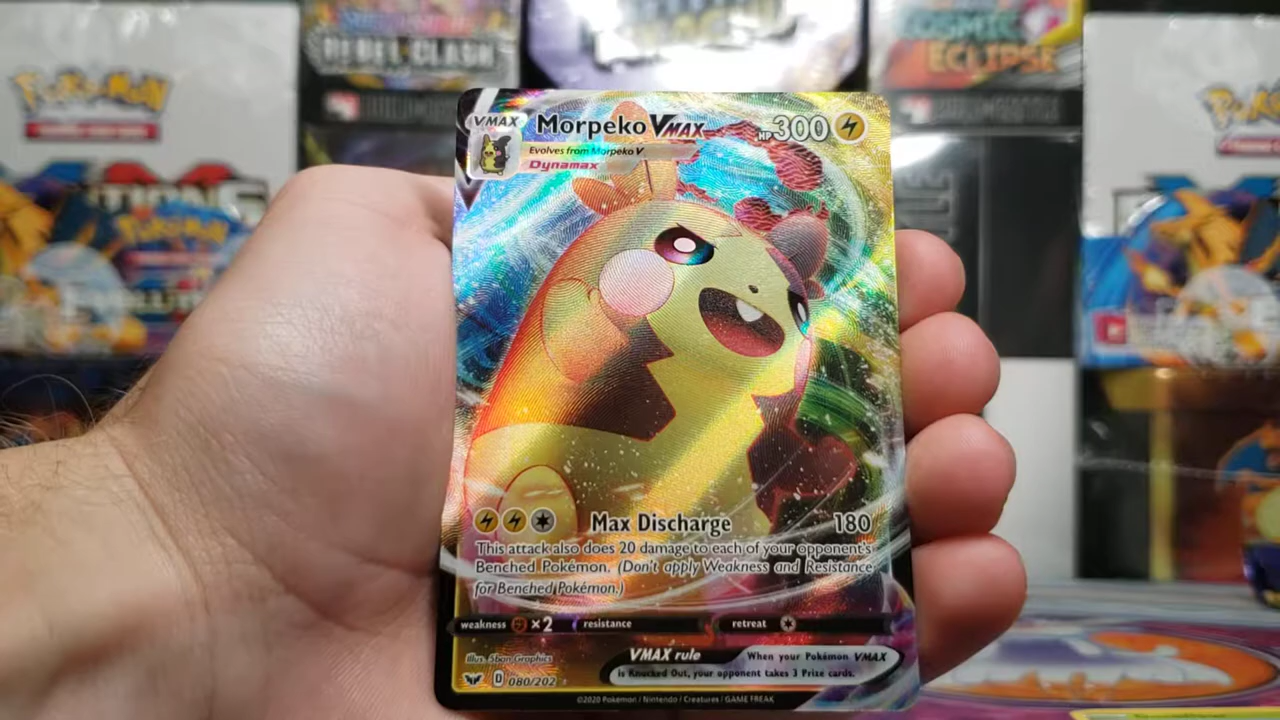 REBEL CLASH
COSMIC
ECLIPSE
Pokémon
Pokémon
Pokémon
VMAX
Morpeko VMAX
HP 300
Evolves from Morpeko V
Dynamax
Max Discharge 180
This attack also does 20 damage to each of your opponent's
Benched Pokémon. (Don't apply Weakness and Resistance
for Benched Pokémon.)
weakness ×2 resistance retreat
Illus. 5ban Graphics
VMAX rule When your Pokémon VMAX
is Knocked Out, your opponent takes 3 Prize cards.
D 080/202
©2020 Pokémon / Nintendo / Creatures / GAME FREAK